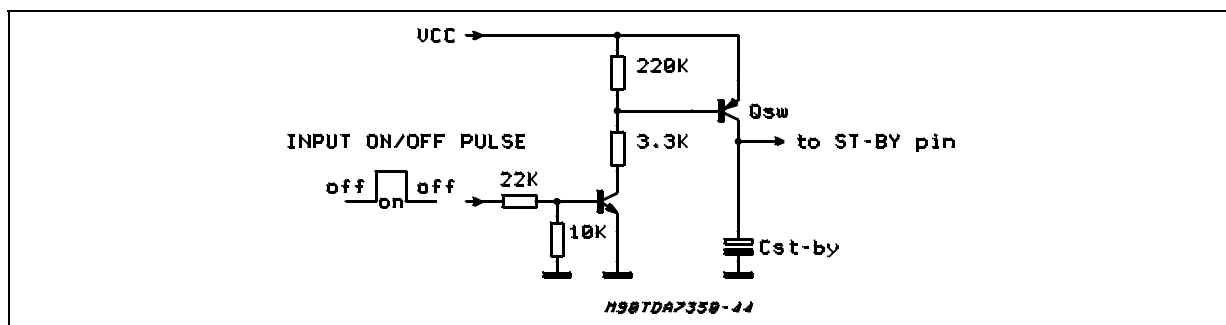 VCC
220K
Qsw
INPUT ON/OFF PULSE
3.3K
to ST-BY pin
off on off
22K
10K
Cst-by
M90TDA7350-44